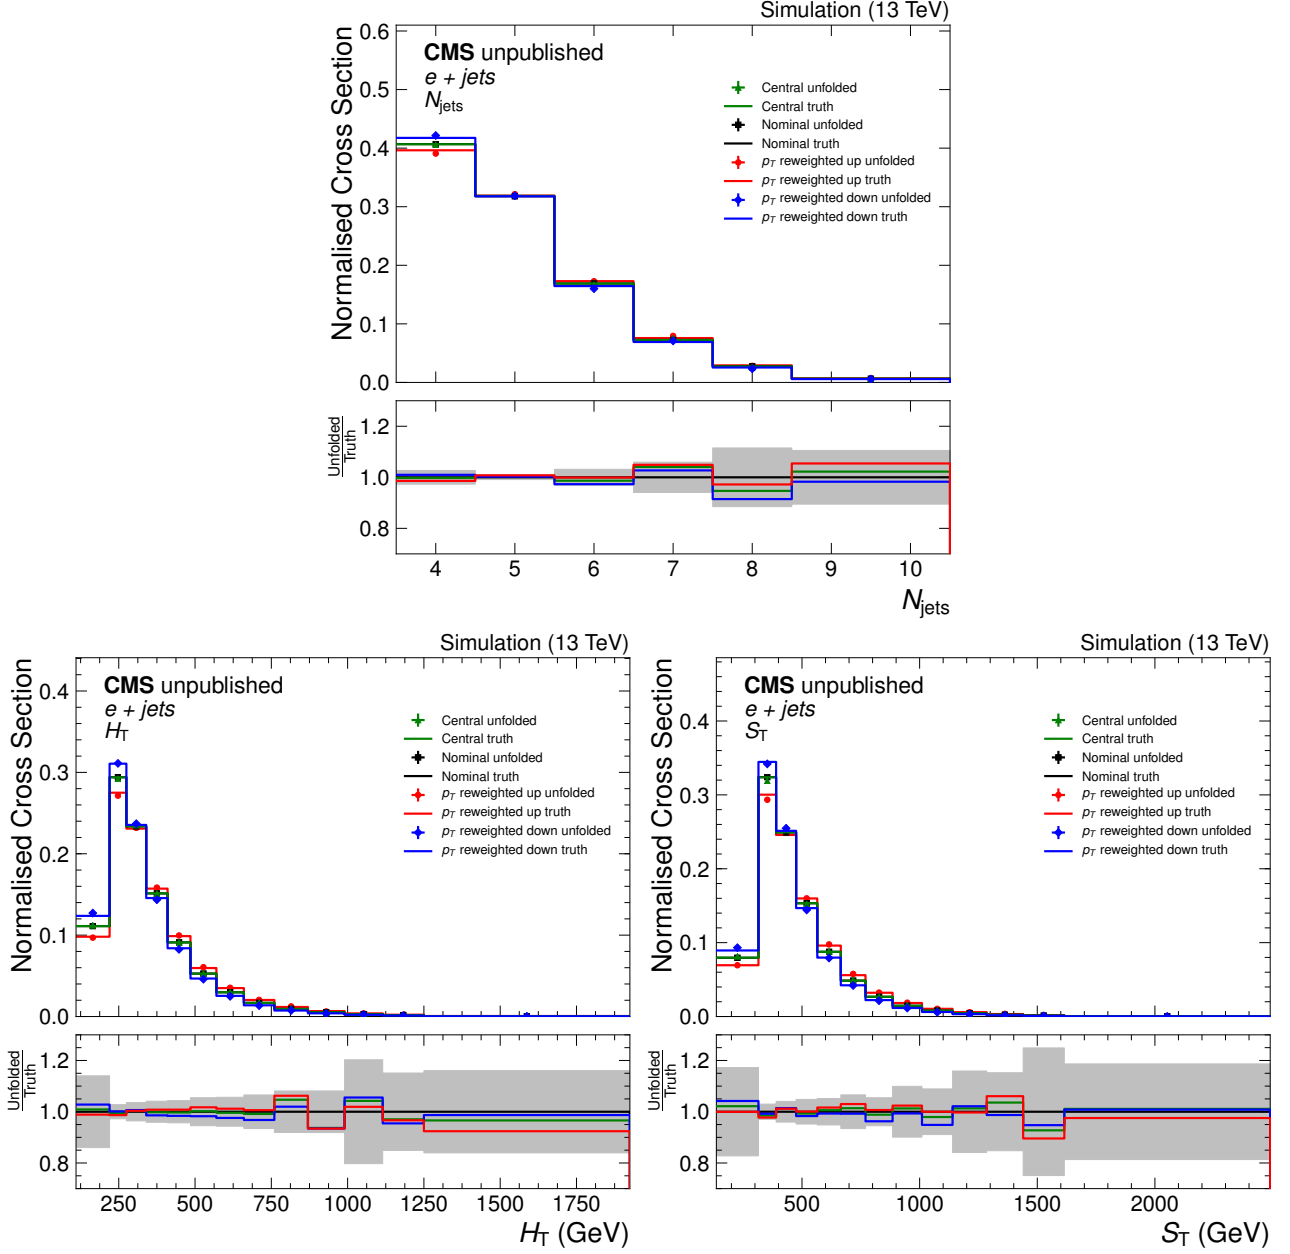 Simulation (13 TeV)
CMS unpublished
e + jets
N_jets
Normalised Cross Section
0.6
0.5
0.4
0.3
0.2
0.1
0.0
Central unfolded
Central truth
Nominal unfolded
Nominal truth
p_T reweighted up unfolded
p_T reweighted up truth
p_T reweighted down unfolded
p_T reweighted down truth
Unfolded
Truth
1.2
1.0
0.8
4 5 6 7 8 9 10
N_jets
Simulation (13 TeV)
CMS unpublished
e + jets
H_T
Normalised Cross Section
0.4
0.3
0.2
0.1
0.0
Central unfolded
Central truth
Nominal unfolded
Nominal truth
p_T reweighted up unfolded
p_T reweighted up truth
p_T reweighted down unfolded
p_T reweighted down truth
Unfolded
Truth
1.2
1.0
0.8
250 500 750 1000 1250 1500 1750
H_T (GeV)
Simulation (13 TeV)
CMS unpublished
e + jets
S_T
Normalised Cross Section
0.4
0.3
0.2
0.1
0.0
Central unfolded
Central truth
Nominal unfolded
Nominal truth
p_T reweighted up unfolded
p_T reweighted up truth
p_T reweighted down unfolded
p_T reweighted down truth
Unfolded
Truth
1.2
1.0
0.8
500 1000 1500 2000
S_T (GeV)